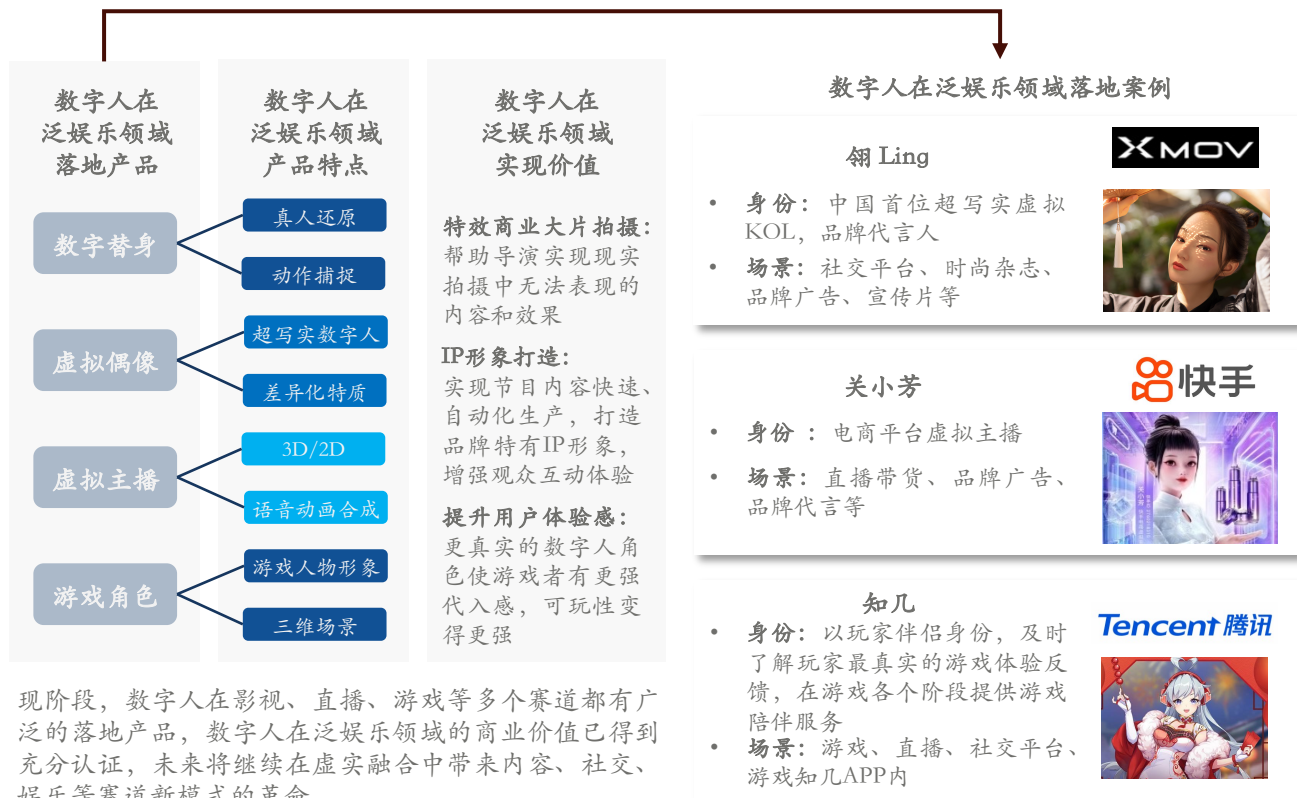 数字人在
泛娱乐领域
落地产品
数字替身
虚拟偶像
虚拟主播
游戏角色
数字人在
泛娱乐领域
产品特点
真人还原
动作捕捉
超写实数字人
差异化特质
3D/2D
语音动画合成
游戏人物形象
三维场景
数字人在
泛娱乐领域
实现价值
特效商业大片拍摄：
帮助导演实现现实
拍摄中无法表现的
内容和效果
IP形象打造：
实现节目内容快速、
自动化生产，打造
品牌特有IP形象，
增强观众互动体验
提升用户体验感：
更真实的数字人角
色使游戏者有更强
代入感，可玩性变
得更强
现阶段，数字人在影视、直播、游戏等多个赛道都有广
泛的落地产品，数字人在泛娱乐领域的商业价值已得到
充分认证，未来将继续在虚实融合中带来内容、社交、
娱乐等赛道新模式的革命
数字人在泛娱乐领域落地案例
翎 Ling
XMOV
• 身份：中国首位超写实虚拟
KOL，品牌代言人
• 场景：社交平台、时尚杂志、
品牌广告、宣传片等
关小芳
快手
• 身份 ：电商平台虚拟主播
• 场景：直播带货、品牌广告、
品牌代言等
知几
Tencent 腾讯
• 身份：以玩家伴侣身份，及时
了解玩家最真实的游戏体验反
馈，在游戏各个阶段提供游戏
陪伴服务
• 场景：游戏、直播、社交平台、
游戏知几APP内